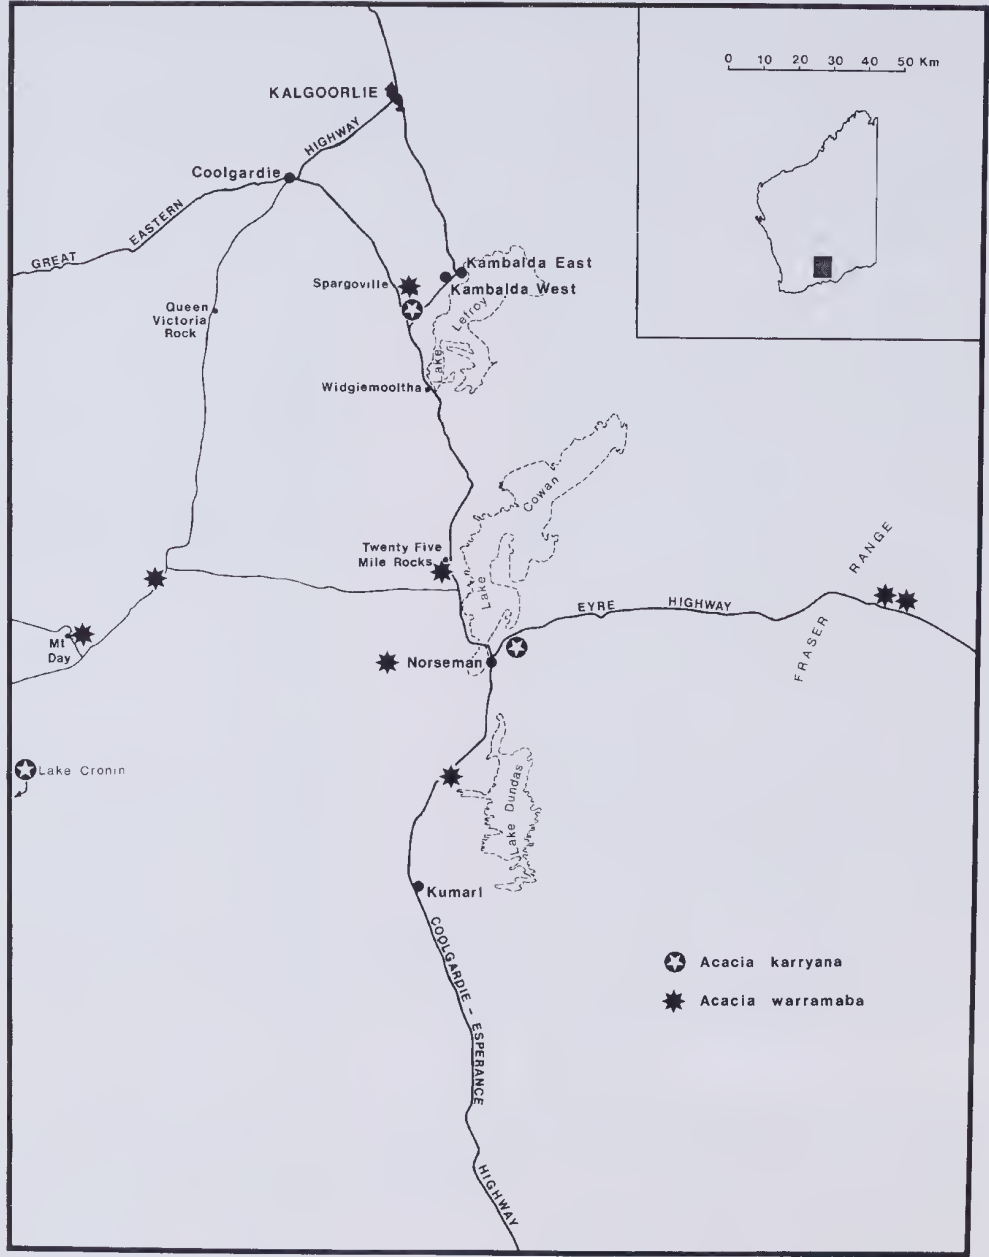 0 10 20 30 40 50 Km
KALGOORLIE
HIGHWAY
Coolgardie
EASTERN
GREAT
Kambalda East
Spargoville
Kambalda West
Queen
Victoria
Rock
Lake Lefroy
Widgiemooltha
Lake Cowan
Twenty Five
Mile Rocks
EYRE HIGHWAY
FRASER RANGE
Mt
Day
Norseman
Lake Cronin
Lake Dundas
Kumarl
COOLGARDIE - ESPERANCE HIGHWAY
Acacia karryana
Acacia warramaba